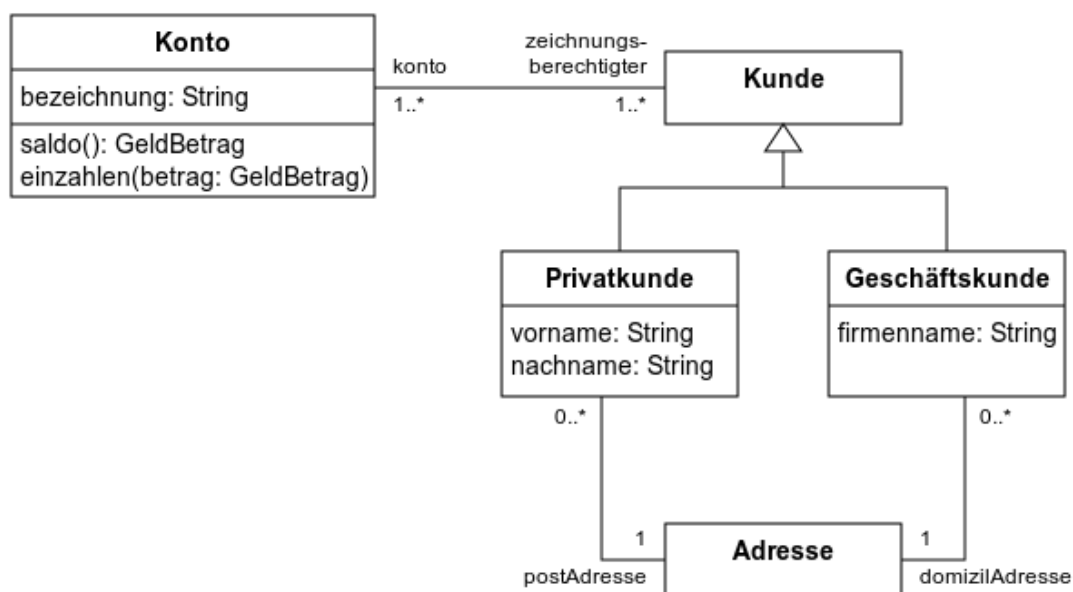 Konto
bezeichnung: String
saldo(): GeldBetrag
einzahlen(betrag: GeldBetrag)
konto
1..*
zeichnungs-
berechtigter
1..*
Kunde
Privatkunde
vorname: String
nachname: String
0..*
Geschäftskunde
firmenname: String
0..*
1
postAdresse
Adresse
1
domizilAdresse